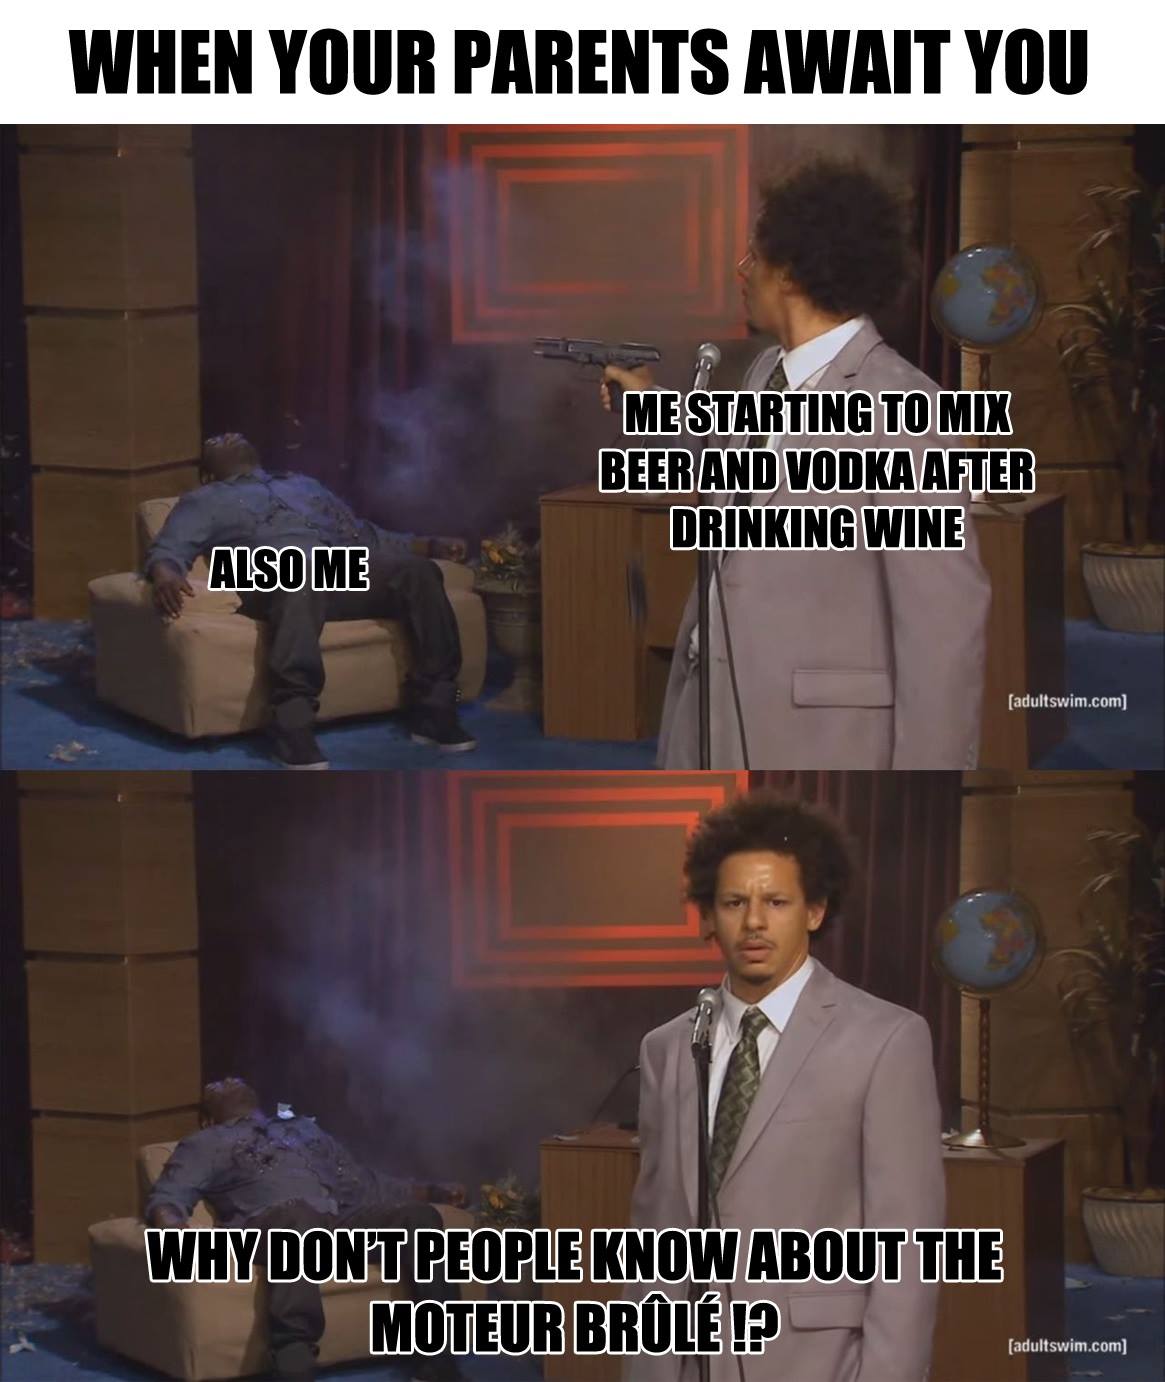 WHEN YOUR PARENTS AWAIT YOU
ME STARTING TO MIX
BEER AND VODKA AFTER
DRINKING WINE
ALSO ME
[adultswim.com]
WHY DON'T PEOPLE KNOW ABOUT THE
MOTEUR BRÛLÉ !?
[adultswim.com]